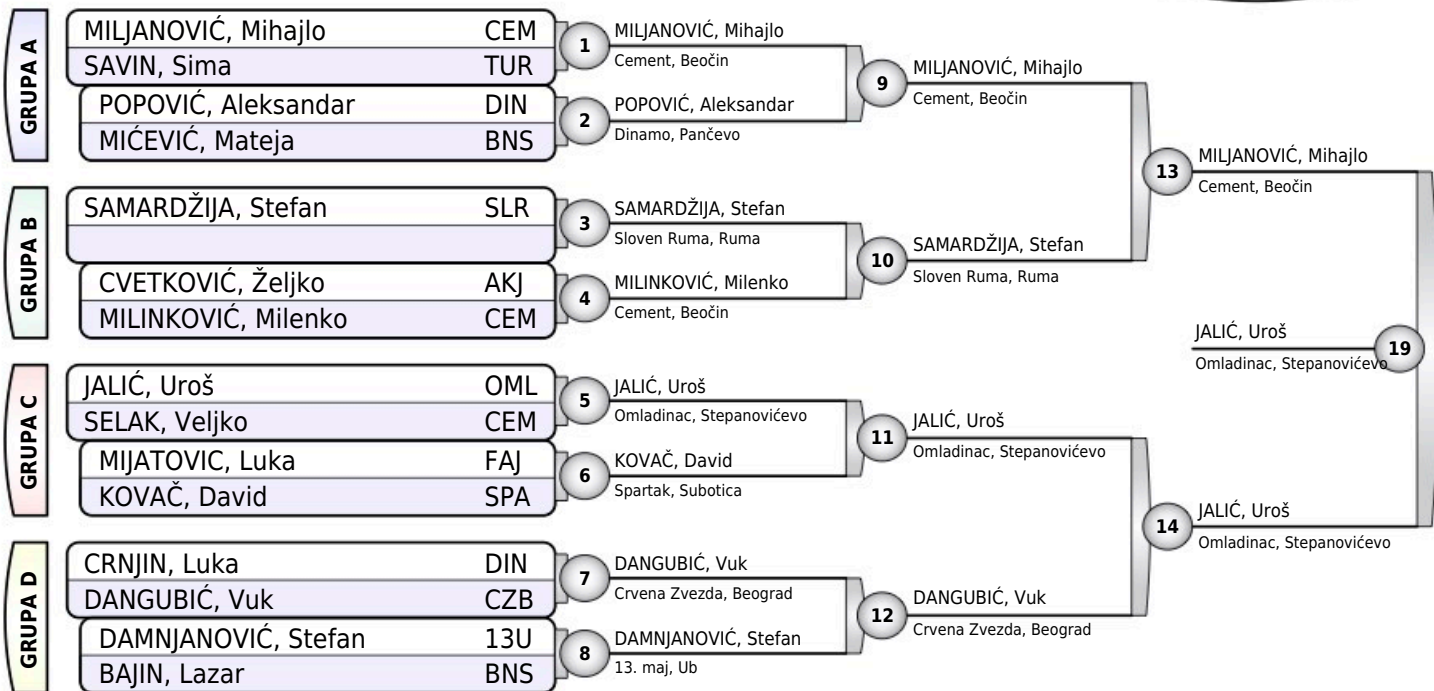 GRUPA A
MILJANOVIĆ, Mihajlo CEM
SAVIN, Sima TUR
POPOVIĆ, Aleksandar DIN
MIĆEVIĆ, Mateja BNS
1
MILJANOVIĆ, Mihajlo
Cement, Beočin
2
POPOVIĆ, Aleksandar
Dinamo, Pančevo
9
MILJANOVIĆ, Mihajlo
Cement, Beočin
GRUPA B
SAMARDŽIJA, Stefan SLR
CVETKOVIĆ, Željko AKJ
MILINKOVIĆ, Milenko CEM
3
SAMARDŽIJA, Stefan
Sloven Ruma, Ruma
4
MILINKOVIĆ, Milenko
Cement, Beočin
10
SAMARDŽIJA, Stefan
Sloven Ruma, Ruma
13
MILJANOVIĆ, Mihajlo
Cement, Beočin
GRUPA C
JALIĆ, Uroš OML
SELAK, Veljko CEM
MIJATOVIC, Luka FAJ
KOVAČ, David SPA
5
JALIĆ, Uroš
Omladinac, Stepanovićevo
6
KOVAČ, David
Spartak, Subotica
11
JALIĆ, Uroš
Omladinac, Stepanovićevo
GRUPA D
CRNJIN, Luka DIN
DANGUBIĆ, Vuk CZB
DAMNJANOVIĆ, Stefan 13U
BAJIN, Lazar BNS
7
DANGUBIĆ, Vuk
Crvena Zvezda, Beograd
8
DAMNJANOVIĆ, Stefan
13. maj, Ub
12
DANGUBIĆ, Vuk
Crvena Zvezda, Beograd
14
JALIĆ, Uroš
Omladinac, Stepanovićevo
JALIĆ, Uroš
Omladinac, Stepanovićevo
19